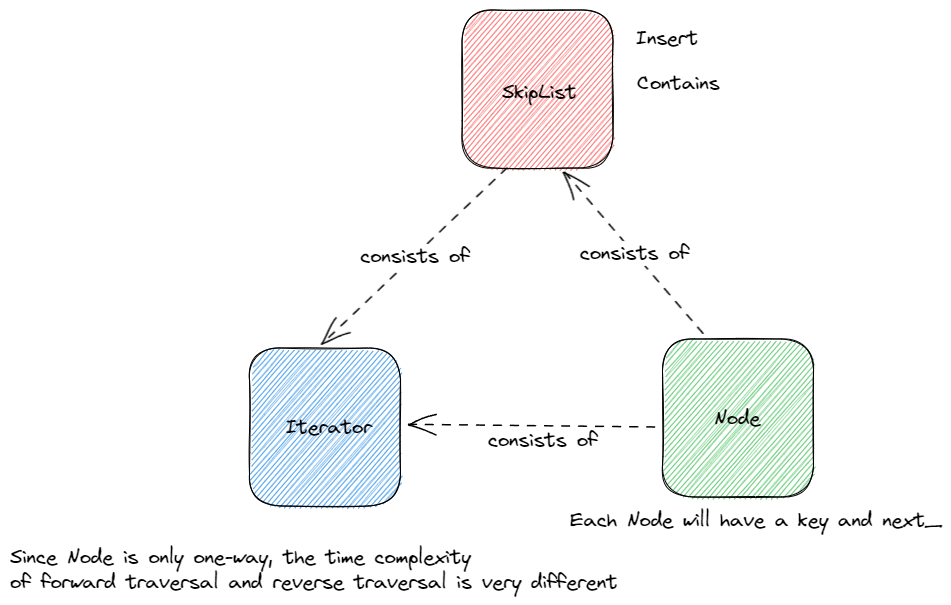 Insert
SkipList
Contains
consists of
consists of
Iterator
Node
consists of
Each Node will have a key and next_
Since Node is only one-way, the time complexity
of forward traversal and reverse traversal is very different